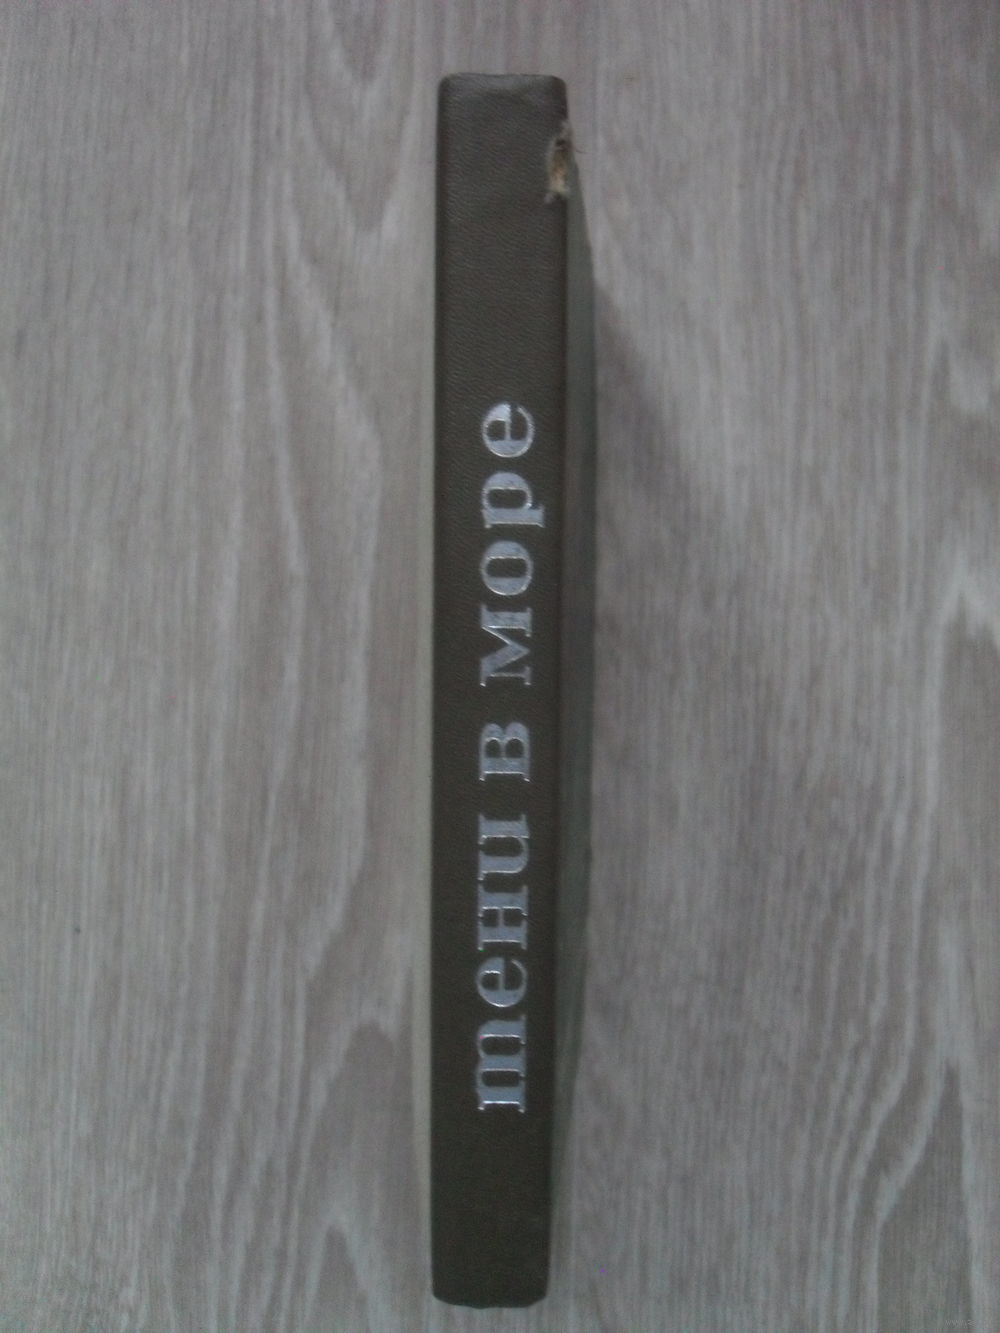 тени в море